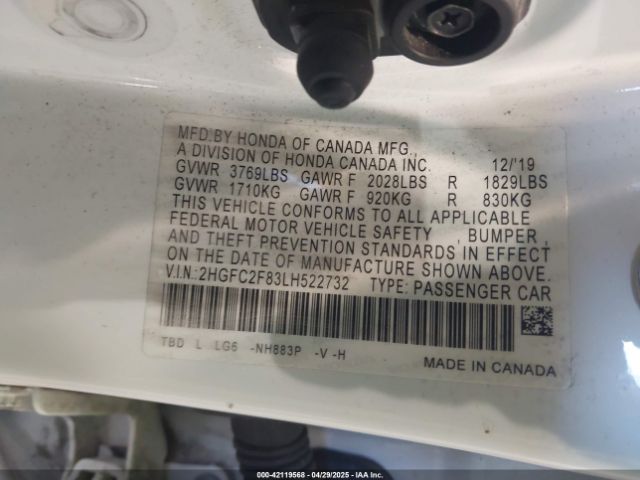 MFD.BY HONDA OF CANADA MFG.,
A DIVISION OF HONDA CANADA INC. 12/'19
GVWR 3769LBS GAWR F 2028LBS R 1829LBS
GVWR 1710KG GAWR F 920KG R 830KG
THIS VEHICLE CONFORMS TO ALL APPLICABLE
FEDERAL MOTOR VEHICLE SAFETY , BUMPER,
AND THEFT PREVENTION STANDARDS IN EFFECT
ON THE DATE OF MANUFACTURE SHOWN ABOVE.
V.I.N.:2HGFC2F83LH522732 TYPE: PASSENGER CAR
TBD L LG6 -NH883P -V -H
MADE IN CANADA
000-42119568 - 04/29/2025 - IAA Inc.